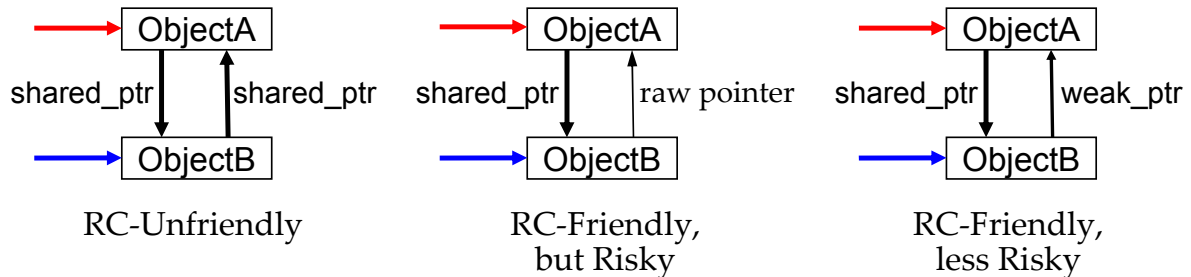 ObjectA
shared_ptr
shared_ptr
ObjectB
RC-Unfriendly
ObjectA
shared_ptr
raw pointer
ObjectB
RC-Friendly,
but Risky
ObjectA
shared_ptr
weak_ptr
ObjectB
RC-Friendly,
less Risky